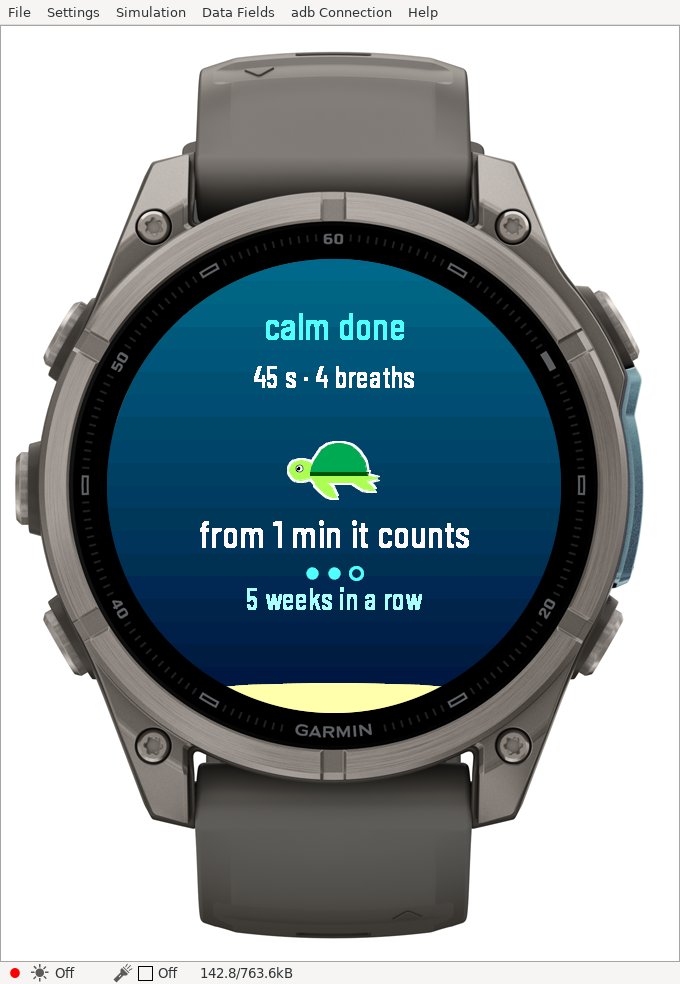 File Settings Simulation Data Fields adb Connection Help
60
50
calm done
45 s · 4 breaths
from 1 min it counts
5 weeks in a row
40
20
GARMIN
Off Off 142.8/763.6kB